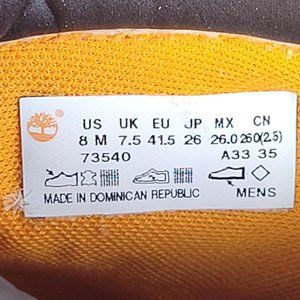 US UK EU JP MX CN
8 M 7.5 41.5 26 26.0 260(2.5)
73540 A33 35
MADE IN DOMINICAN REPUBLIC MENS